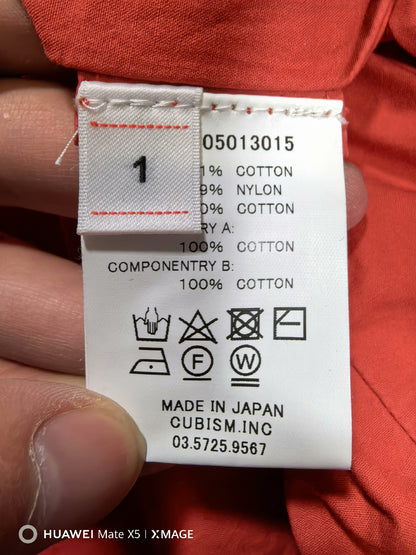 1
05013015
1% COTTON
9% NYLON
0% COTTON
RY A:
100% COTTON
COMPONENTRY B:
100% COTTON
F
W
MADE IN JAPAN
CUBISM.INC
03.5725.9567
HUAWEI Mate X5 | XMAGE